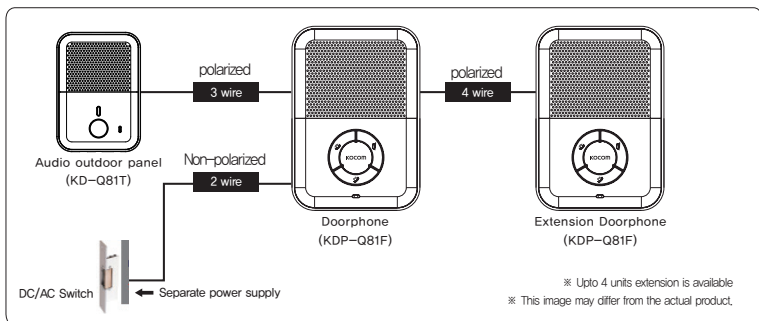 polarized
3 wire
polarized
4 wire
Audio outdoor panel
(KD-Q81T)
Non-polarized
2 wire
KOCOM
KOCOM
Doorphone
(KDP-Q81F)
Extension Doorphone
(KDP-Q81F)
DC/AC Switch
Separate power supply
※ Upto 4 units extension is available
※ This image may differ from the actual product.